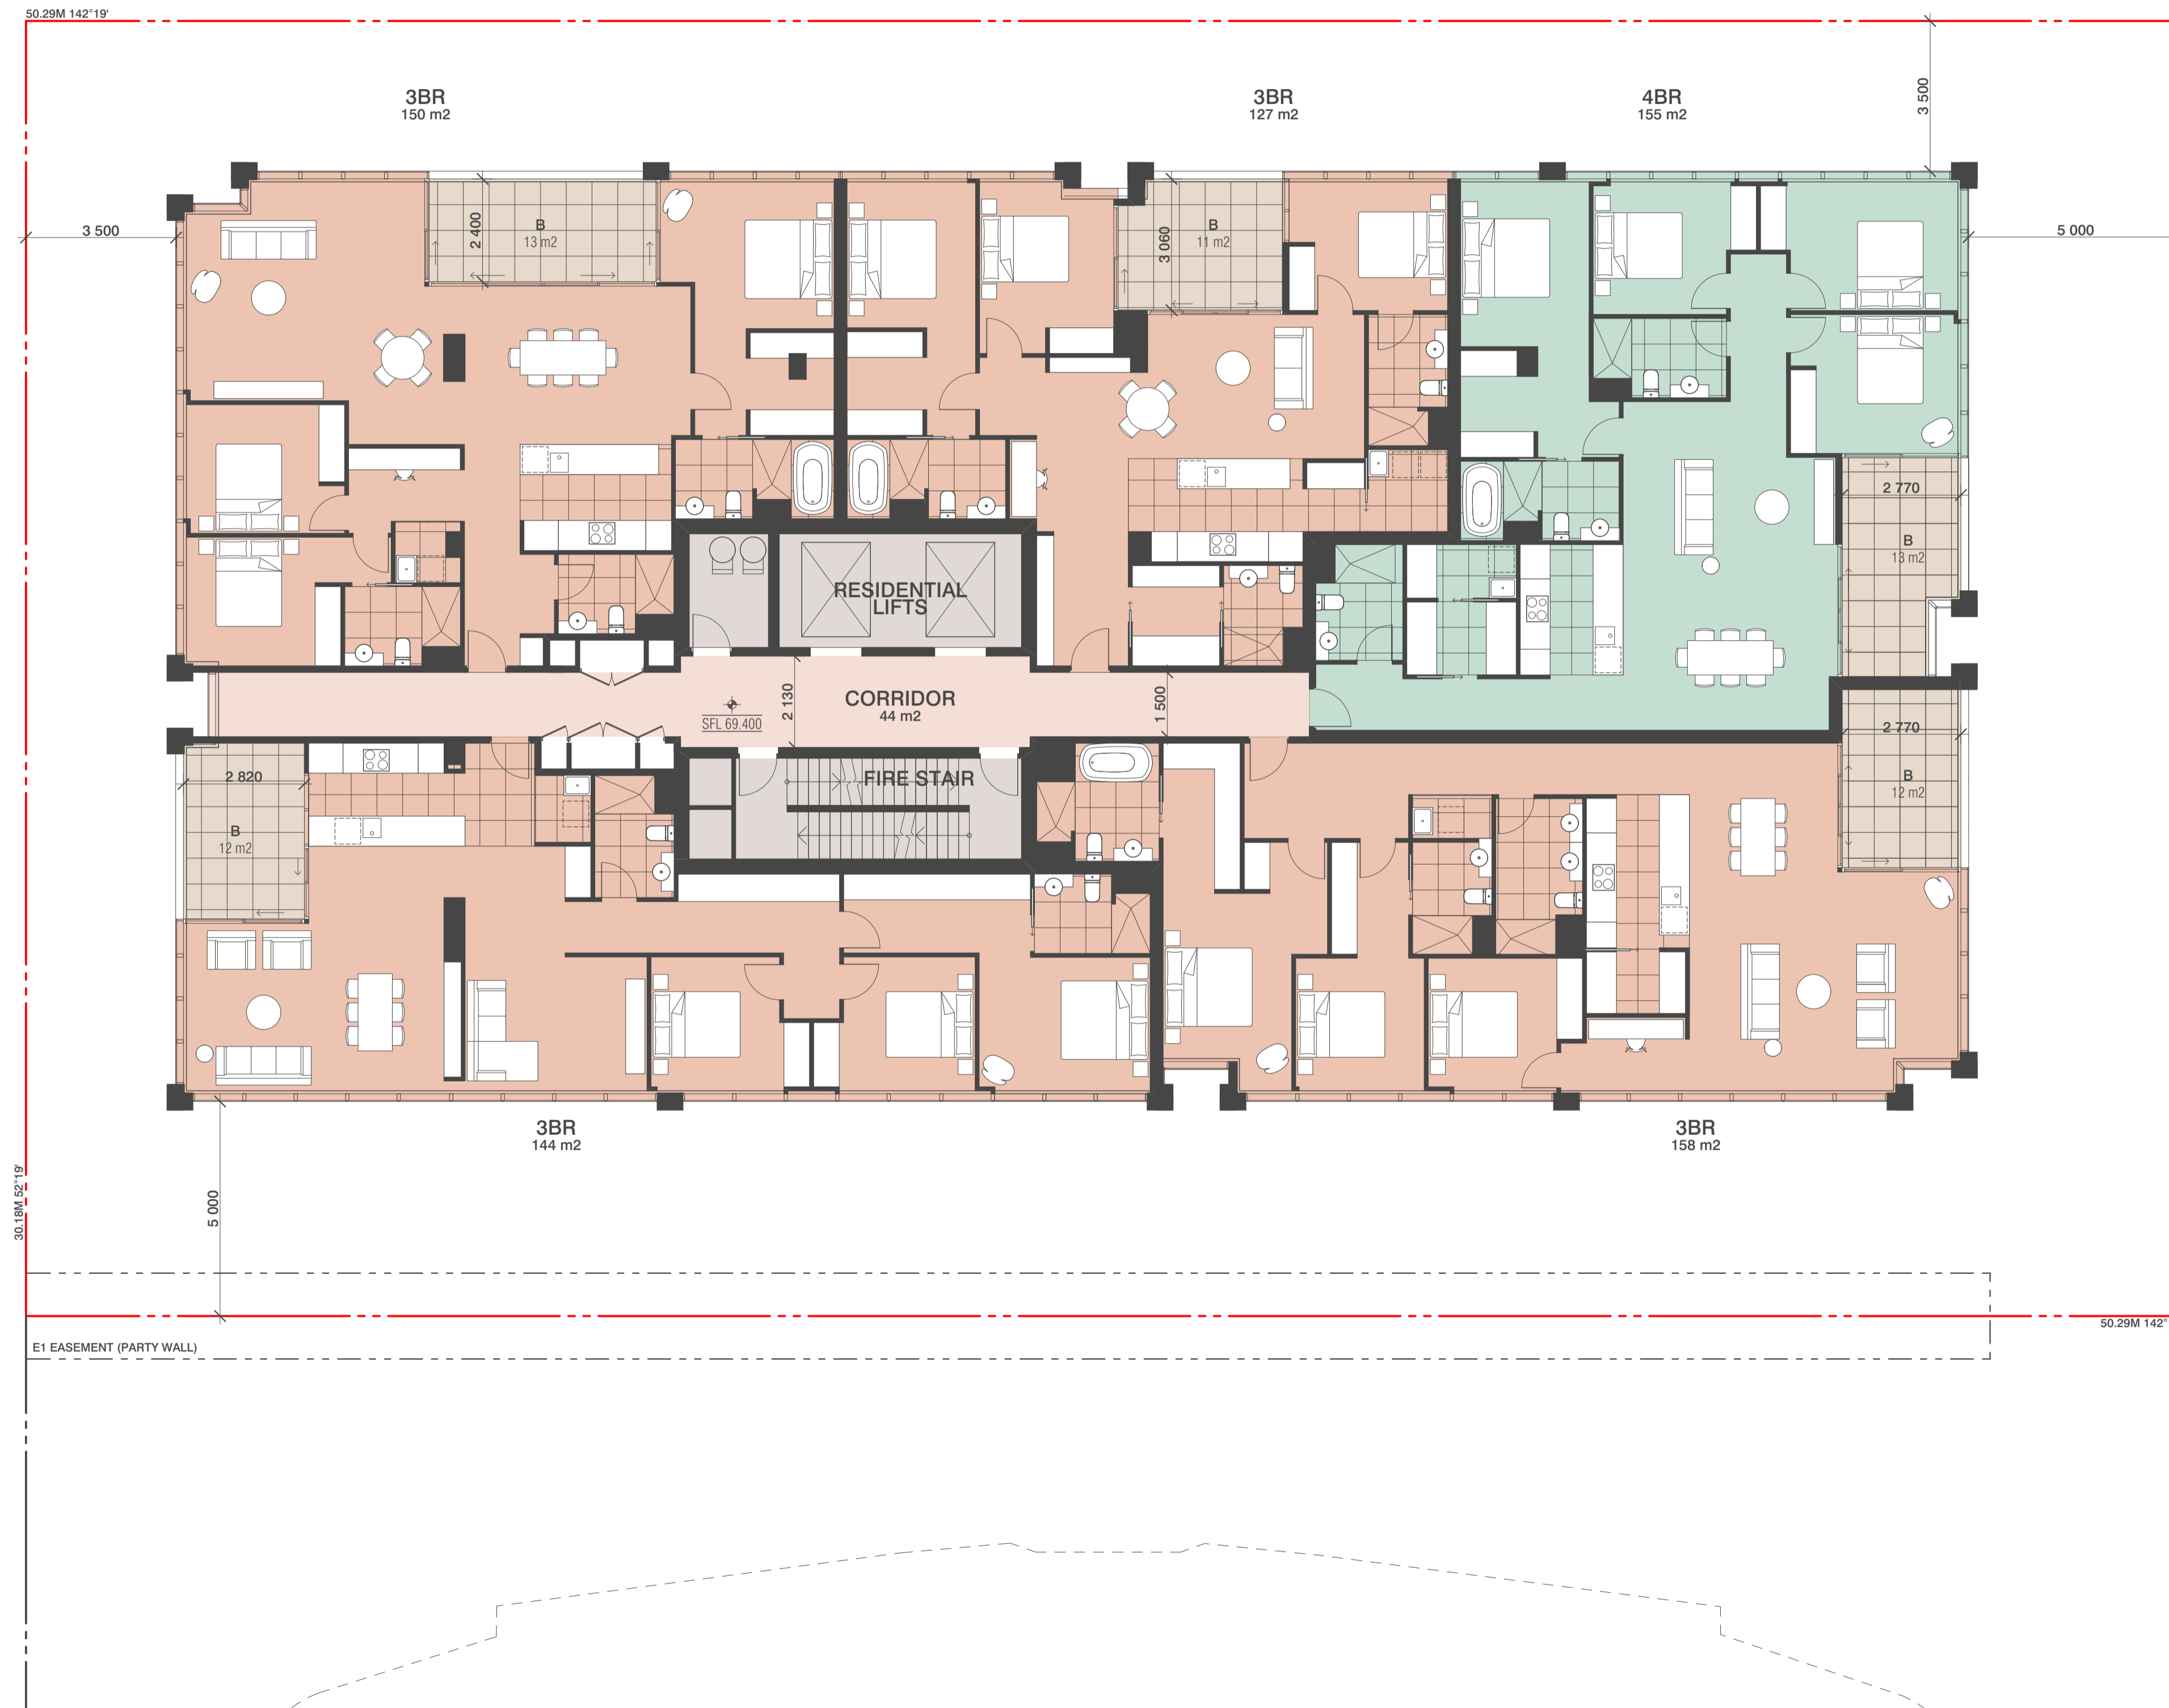 50.29M 142°19'
3BR
150 m2
3BR
127 m2
4BR
155 m2
3 500
3 500
5 000
2 400
B
13 m2
3 060
B
11 m2
2 770
B
13 m2
RESIDENTIAL
LIFTS
CORRIDOR
44 m2
SFL 69.400
2 130
1 500
2 770
B
12 m2
FIRE STAIR
2 820
B
12 m2
3BR
144 m2
3BR
158 m2
30.18M 52°19'
5 000
50.29M 142°
E1 EASEMENT (PARTY WALL)